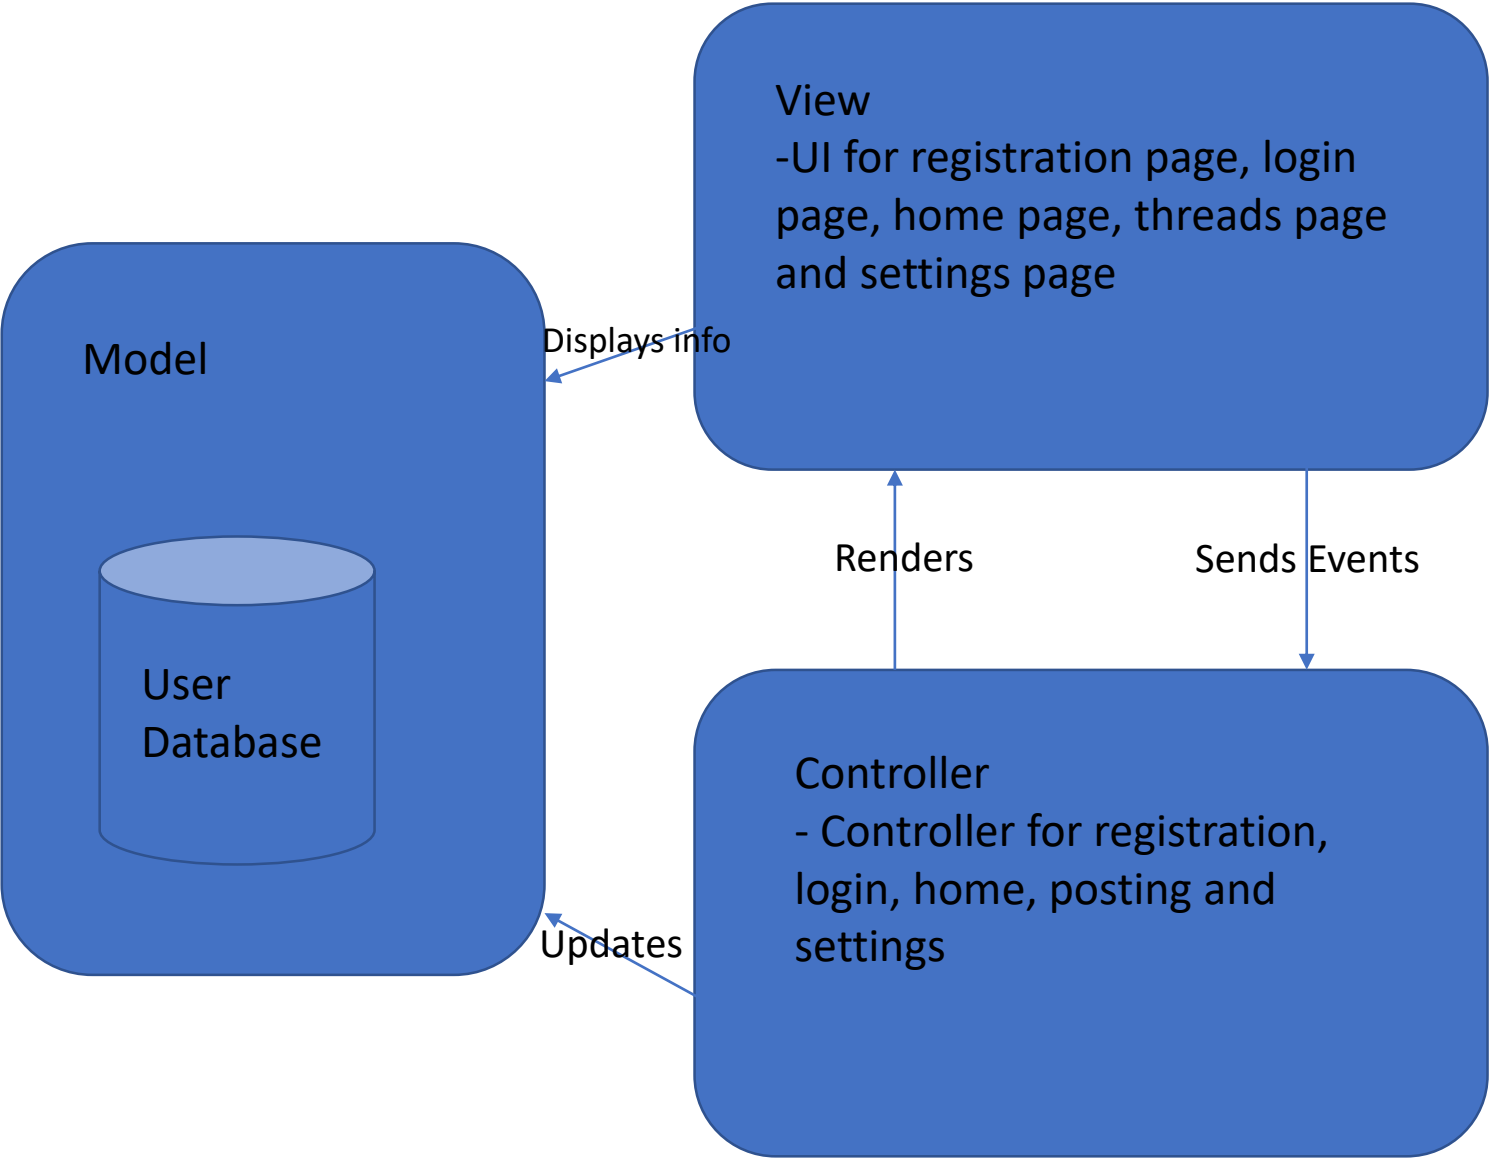 View
-UI for registration page, login
page, home page, threads page
and settings page
Displays info
Model
Renders
Sends Events
User
Database
Controller
- Controller for registration,
login, home, posting and
settings
Updates